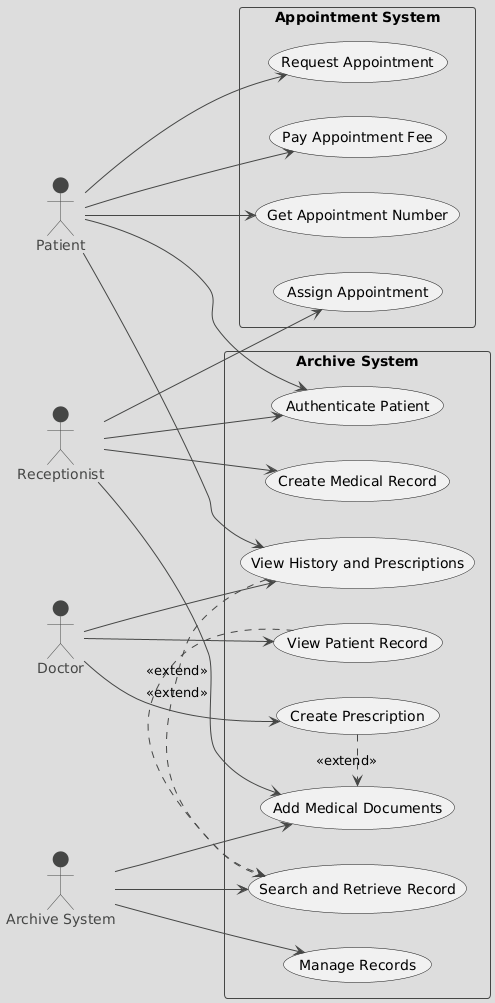 Appointment System
Request Appointment
Pay Appointment Fee
Get Appointment Number
Patient
Assign Appointment
Archive System
Authenticate Patient
Receptionist
Create Medical Record
View History and Prescriptions
View Patient Record
Doctor
«extend»
«extend»
Create Prescription
«extend»
Add Medical Documents
Search and Retrieve Record
Archive System
Manage Records